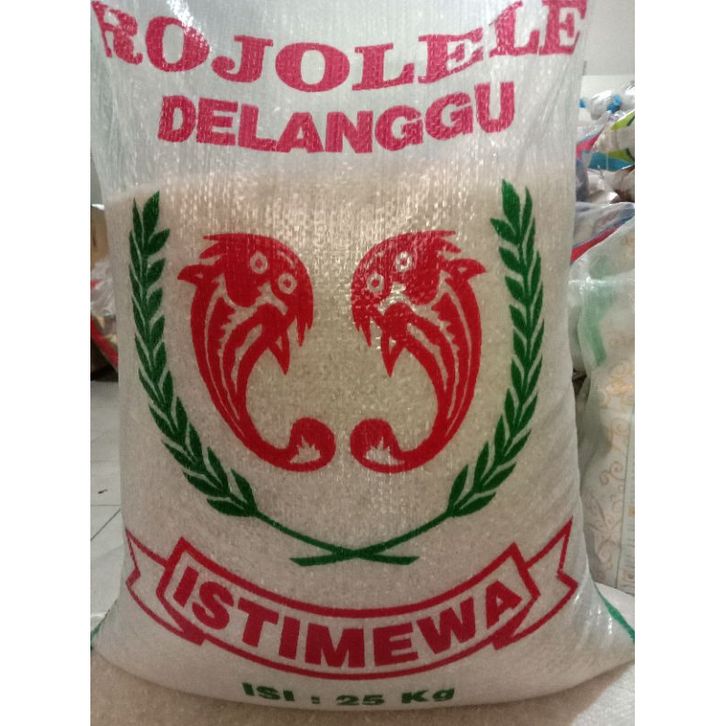 ROJOLELE
DELANGGU
ISTIMEWA
ISI : 25 Kg